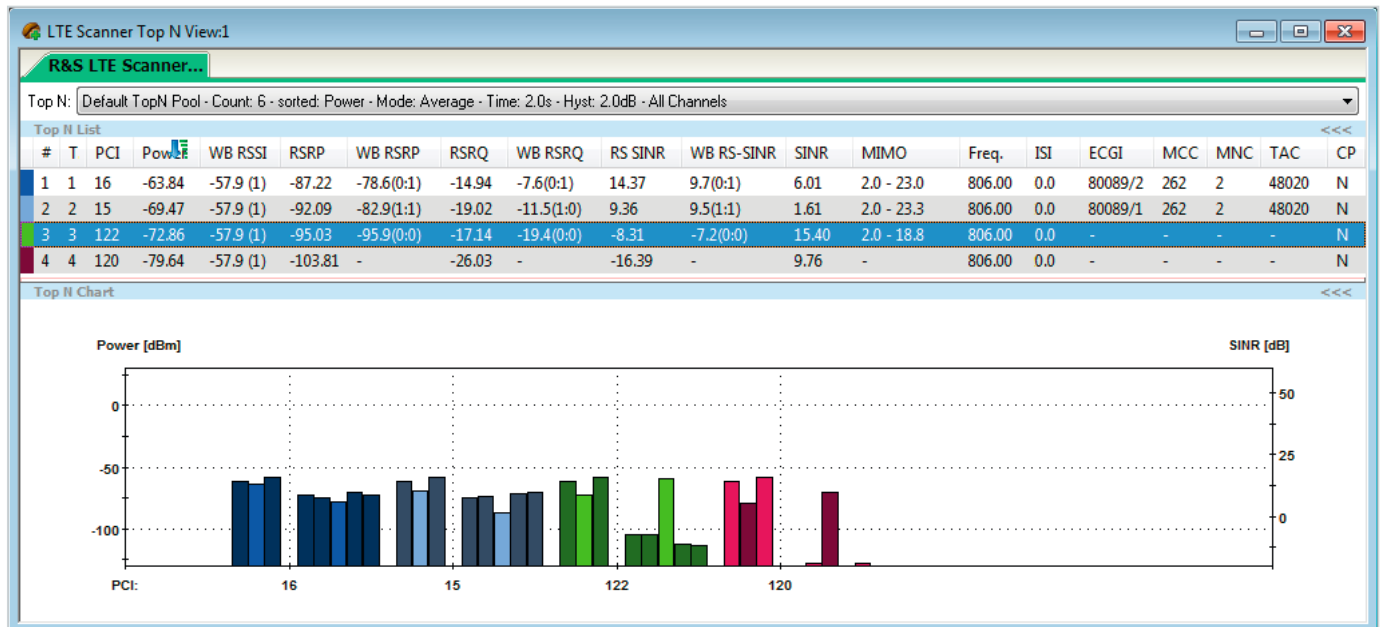 LTE Scanner Top N View:1
R&S LTE Scanner...
Top N: Default TopN Pool - Count: 6 - sorted: Power - Mode: Average - Time: 2.0s - Hyst: 2.0dB - All Channels
Top N List <<<
# T PCI Power WB RSSI RSRP WB RSRP RSRQ WB RSRQ RS SINR WB RS-SINR SINR MIMO Freq. ISI ECGI MCC MNC TAC CP
1 1 16 -63.84 -57.9 (1) -87.22 -78.6(0:1) -14.94 -7.6(0:1) 14.37 9.7(0:1) 6.01 2.0 - 23.0 806.00 0.0 80089/2 262 2 48020 N
2 2 15 -69.47 -57.9 (1) -92.09 -82.9(1:1) -19.02 -11.5(1:0) 9.36 9.5(1:1) 1.61 2.0 - 23.3 806.00 0.0 80089/1 262 2 48020 N
3 3 122 -72.86 -57.9 (1) -95.03 -95.9(0:0) -17.14 -19.4(0:0) -8.31 -7.2(0:0) 15.40 2.0 - 18.8 806.00 0.0 - - - - N
4 4 120 -79.64 -57.9 (1) -103.81 - -26.03 - -16.39 - 9.76 - 806.00 0.0 - - - - N
Top N Chart <<<
Power [dBm] SINR [dB]
0 50
-50 25
-100 0
PCI: 16 15 122 120